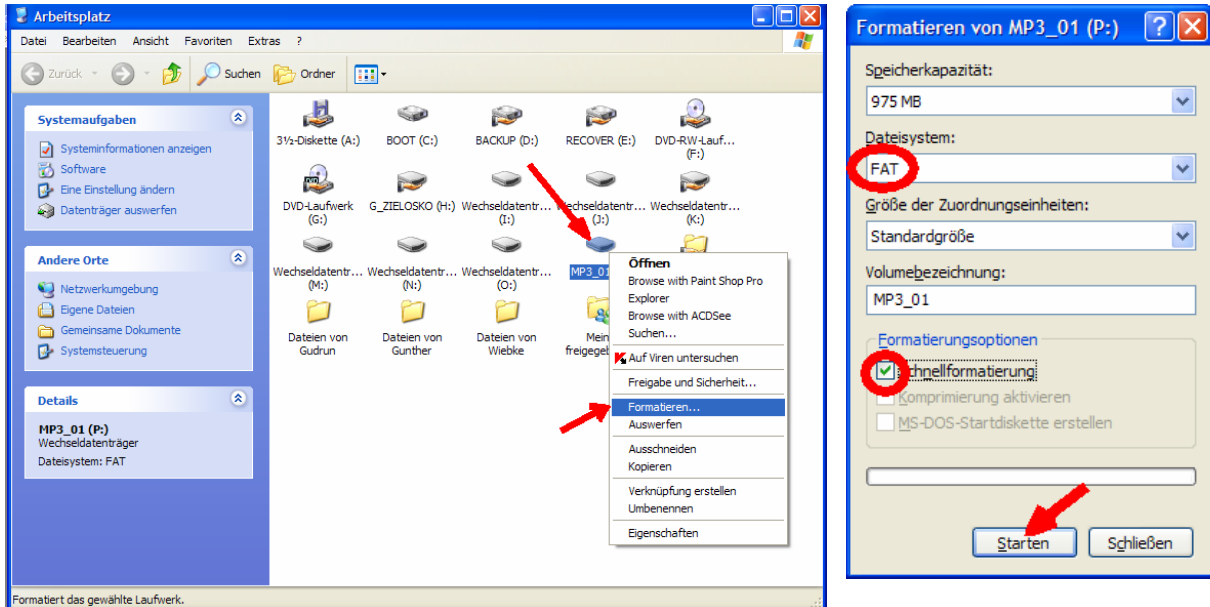 Arbeitsplatz
Datei Bearbeiten Ansicht Favoriten Extras ?
Zurück Suchen Ordner
Systemaufgaben
Systeminformationen anzeigen
Software
Eine Einstellung ändern
Datenträger auswerfen
Andere Orte
Netzwerkumgebung
Eigene Dateien
Gemeinsame Dokumente
Systemsteuerung
Details
MP3_01 (P:)
Wechseldatenträger
Dateisystem: FAT
3½-Diskette (A:) BOOT (C:) BACKUP (D:) RECOVER (E:) DVD-RW-Lauf...
(F:)
DVD-Laufwerk G_ZIELOSKO (H:) Wechseldatentr... Wechseldatentr... Wechseldatentr...
(G:) (I:) (J:) (K:)
Wechseldatentr... Wechseldatentr... Wechseldatentr... MP3_01
(M:) (N:) (O:)
Dateien von Dateien von Dateien von Mein
Gudrun Gunther Wiebke freigegeb
Öffnen
Browse with Paint Shop Pro
Explorer
Browse with ACDSee
Suchen...
Auf Viren untersuchen
Freigabe und Sicherheit...
Formatieren...
Auswerfen
Ausschneiden
Kopieren
Verknüpfung erstellen
Umbenennen
Eigenschaften
Formatiert das gewählte Laufwerk.
Formatieren von MP3_01 (P:)
Speicherkapazität:
975 MB
Dateisystem:
FAT
Größe der Zuordnungseinheiten:
Standardgröße
Volumebezeichnung:
MP3_01
Formatierungsoptionen
Schnellformatierung
Komprimierung aktivieren
MS-DOS-Startdiskette erstellen
Starten Schließen